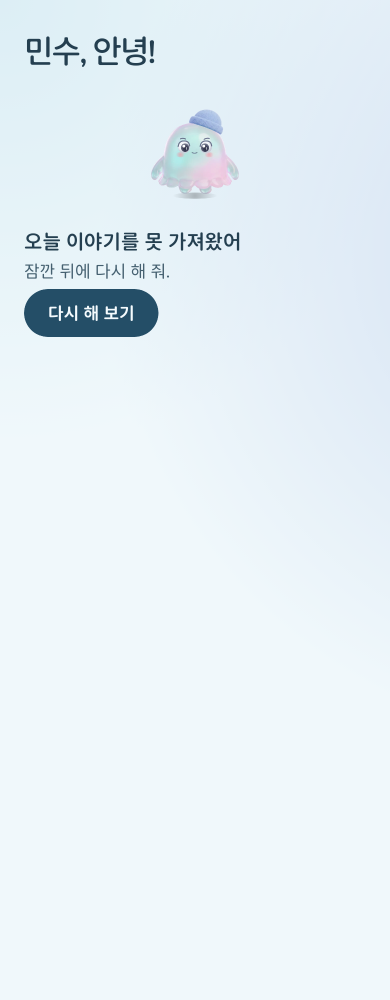 민수, 안녕!
오늘 이야기를 못 가져왔어
잠깐 뒤에 다시 해 줘.
다시 해 보기